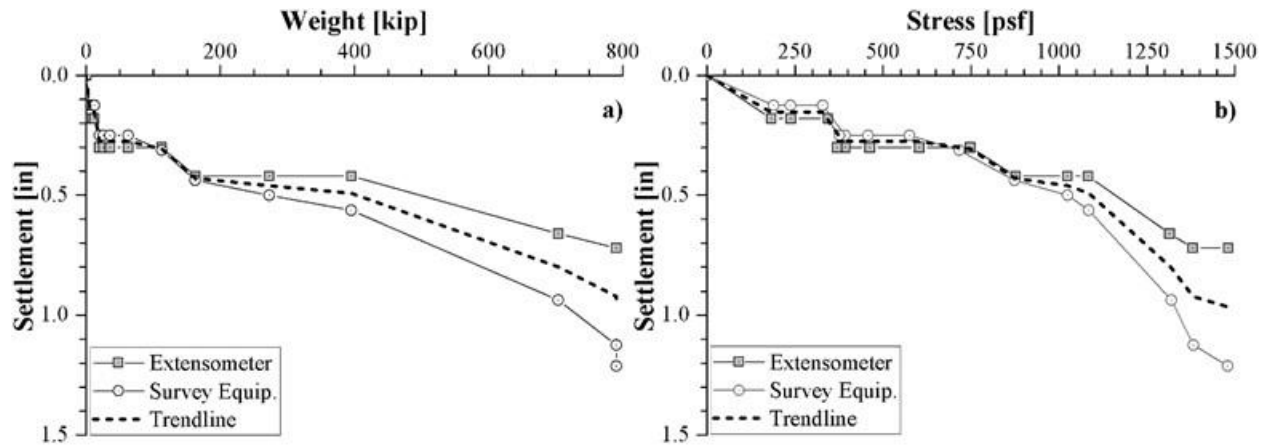 Weight [kip]
0 200 400 600 800
0.0
0.5
1.0
1.5
Settlement [in]
a)
Extensometer
Survey Equip.
Trendline
Stress [psf]
0 250 500 750 1000 1250 1500
0.0
0.5
1.0
1.5
Settlement [in]
b)
Extensometer
Survey Equip.
Trendline